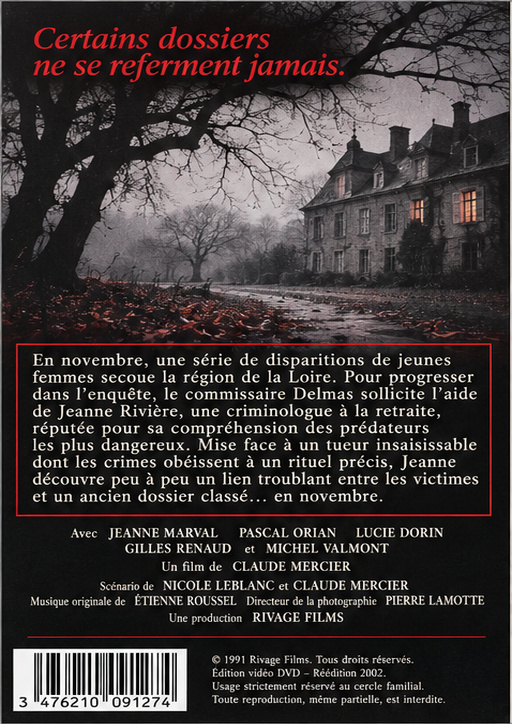 Certains dossiers
ne se referment jamais.
En novembre, une série de disparitions de jeunes
femmes secoue la région de la Loire. Pour progresser
dans l'enquête, le commissaire Delmas sollicite l'aide
de Jeanne Rivière, une criminologue à la retraite,
réputée pour sa compréhension des prédateurs
les plus dangereux. Mise face à un tueur insaisissable
dont les crimes obéissent à un rituel précis, Jeanne
découvre peu à peu un lien troublant entre les victimes
et un ancien dossier classé... en novembre.
Avec JEANNE MARVAL PASCAL ORIAN LUCIE DORIN
GILLES RENAUD et MICHEL VALMONT
Un film de CLAUDE MERCIER
Scénario de NICOLE LEBLANC et CLAUDE MERCIER
Musique originale de ÉTIENNE ROUSSEL Directeur de la photographie PIERRE LAMOTTE
Une production RIVAGE FILMS
© 1991 Rivage Films. Tous droits réservés.
Édition vidéo DVD – Réédition 2002.
Usage strictement réservé au cercle familial.
Toute reproduction, même partielle, est interdite.
3 476210 091274